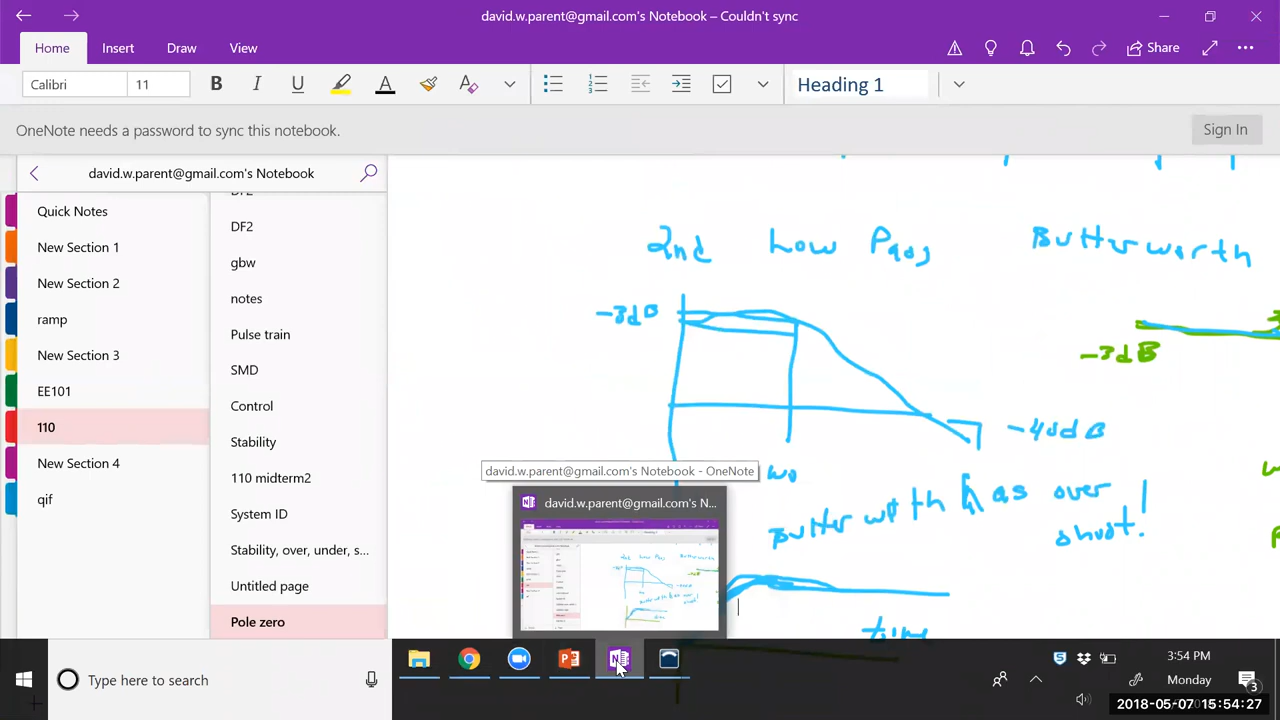 david.w.parent@gmail.com's Notebook – Couldn't sync
Home Insert Draw View
Share
Calibri 11 B I U A Heading 1
OneNote needs a password to sync this notebook.
Sign In
david.w.parent@gmail.com's Notebook
Quick Notes
New Section 1
New Section 2
ramp
New Section 3
EE101
110
New Section 4
qif
DF2
DF2
gbw
notes
Pulse train
SMD
Control
Stability
110 midterm2
System ID
Stability, over, under, s...
Untitled page
Pole zero
2nd Low Pass Butterworth
-3dB
-3dB
-40dB
wo
Butterworth has over
shoot!
time
david.w.parent@gmail.com's Notebook - OneNote
david.w.parent@gmail.com's N...
Type here to search
3:54 PM
Monday
3
2018-05-07 15:54:27